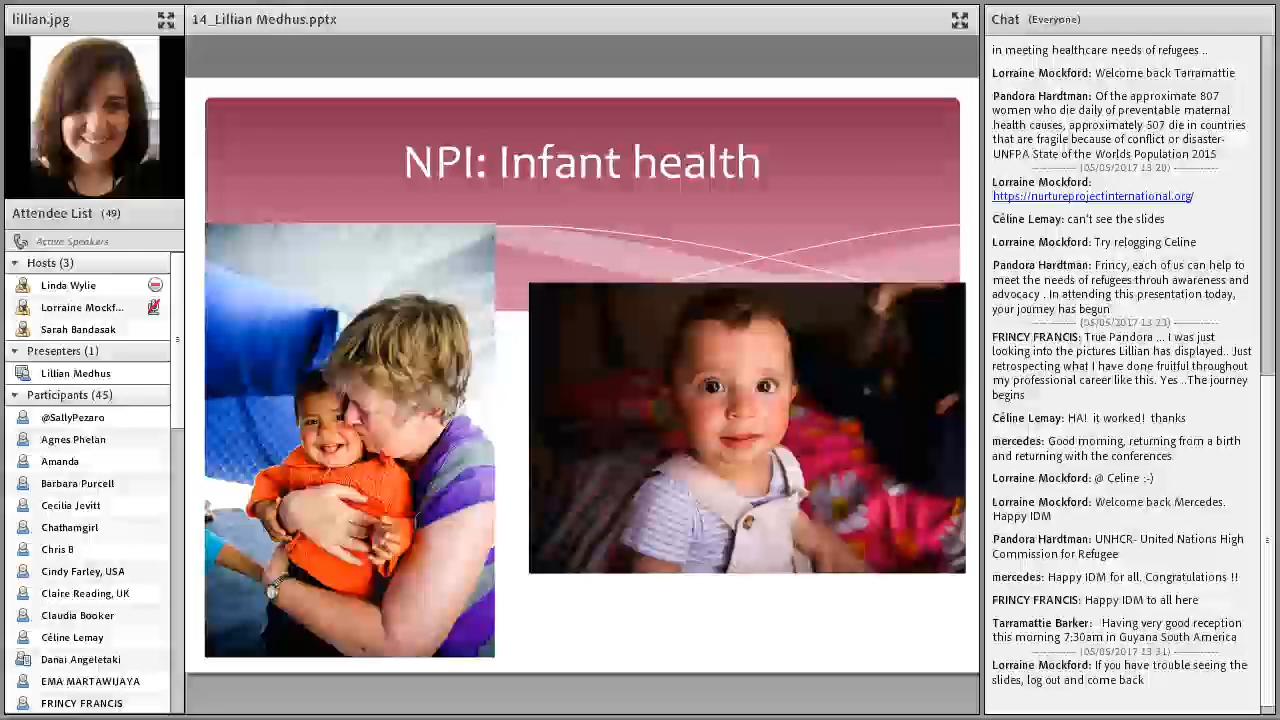 lillian.jpg
14_Lillian Medhus.pptx
Chat (Everyone)
Attendee List (49)
Active Speakers
Hosts (3)
Linda Wylie
Lorraine Mockf...
Sarah Bandasak
Presenters (1)
Lillian Medhus
Participants (45)
@SallyPezaro
Agnes Phelan
Amanda
Barbara Purcell
Cecilia Jevitt
Chathamgirl
Chris B
Cindy Farley, USA
Claire Reading, UK
Claudia Booker
Céline Lemay
Danai Angeletaki
EMA MARTAWIJAYA
FRINCY FRANCIS
NPI: Infant health
in meeting healthcare needs of refugees ..
Lorraine Mockford: Welcome back Tarramattie
Pandora Hardtman: Of the approximate 807
women who die daily of preventable maternal
health causes, approximately 507 die in countries
that are fragile because of conflict or disaster-
UNFPA State of the Worlds Population 2015
(05/05/2017 13:20)
Lorraine Mockford:
https://nurtureprojectinternational.org/
Céline Lemay: can't see the slides
Lorraine Mockford: Try relogging Celine
Pandora Hardtman: Frincy, each of us can help to
meet the needs of refugees throuh awareness and
advocacy . In attending this presentation today,
your journey has begun
(05/05/2017 13:23)
FRINCY FRANCIS: True Pandora ... I was just
looking into the pictures Lillian has displayed.. Just
retrospecting what I have done fruitful throughout
my professional career like this. Yes ..The journey
begins
Céline Lemay: HA! it worked! thanks
mercedes: Good morning, returning from a birth
and returning with the conferences.
Lorraine Mockford: @ Celine :-)
Lorraine Mockford: Welcome back Mercedes.
Happy IDM
Pandora Hardtman: UNHCR- United Nations High
Commission for Refugee
mercedes: Happy IDM for all. Congratulations !!
FRINCY FRANCIS: Happy IDM to all here
Tarramattie Barker: Having very good reception
this morning 7:30am in Guyana South America
(05/05/2017 13:31)
Lorraine Mockford: If you have trouble seeing the
slides, log out and come back